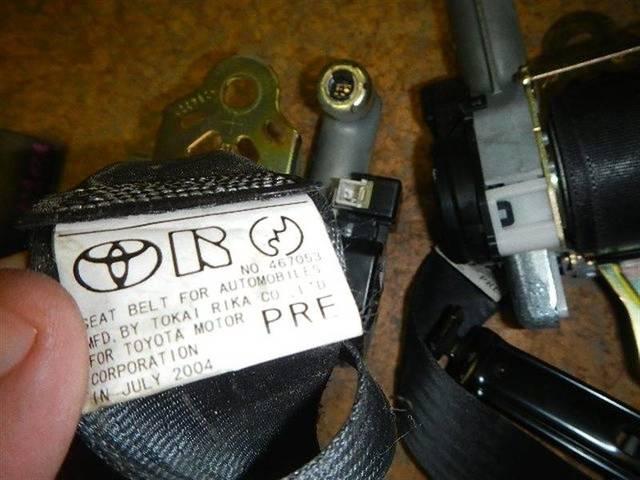 NO 467053
SEAT BELT FOR AUTOMOBILES
MFD. BY TOKAI RIKA CO., LTD
FOR TOYOTA MOTOR
CORPORATION
IN JULY 2004
PRF